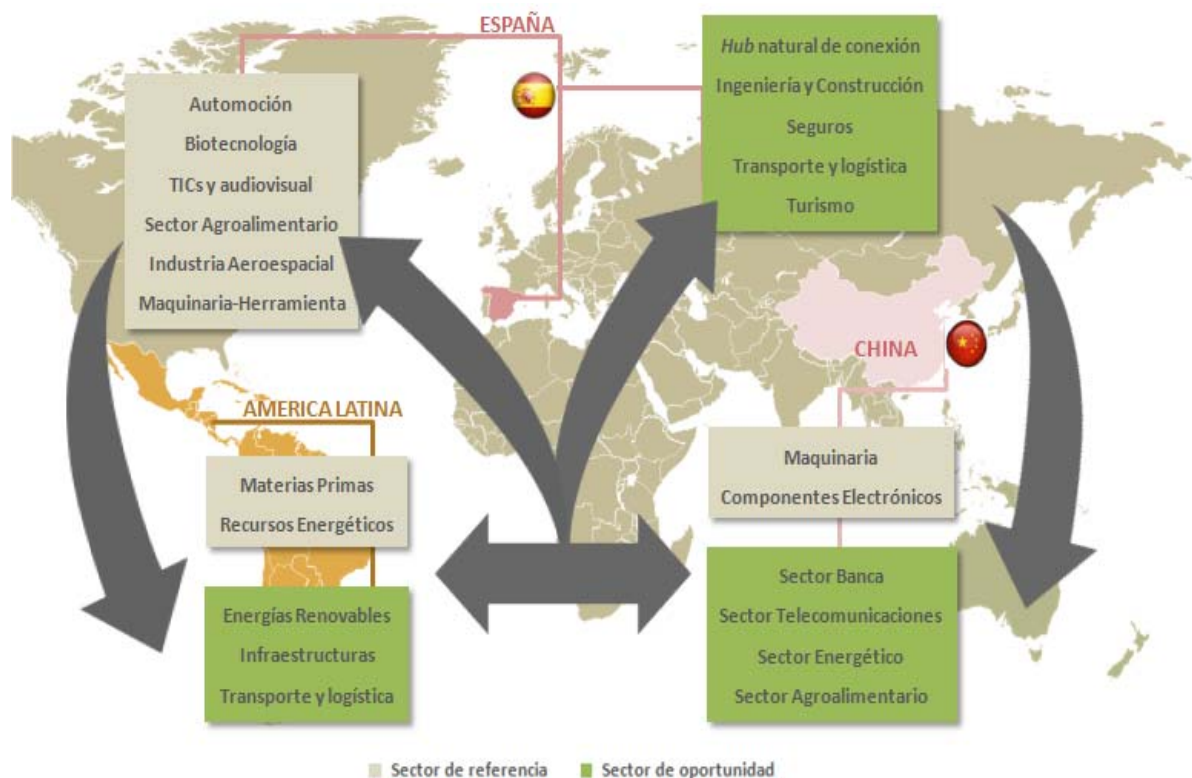 ESPAÑA
Automoción
Biotecnología
TICs y audiovisual
Sector Agroalimentario
Industria Aeroespacial
Maquinaria-Herramienta
Hub natural de conexión
Ingeniería y Construcción
Seguros
Transporte y logística
Turismo
AMERICA LATINA
Materias Primas
Recursos Energéticos
Energías Renovables
Infraestructuras
Transporte y logística
CHINA
Maquinaria
Componentes Electrónicos
Sector Banca
Sector Telecomunicaciones
Sector Energético
Sector Agroalimentario
Sector de referencia
Sector de oportunidad